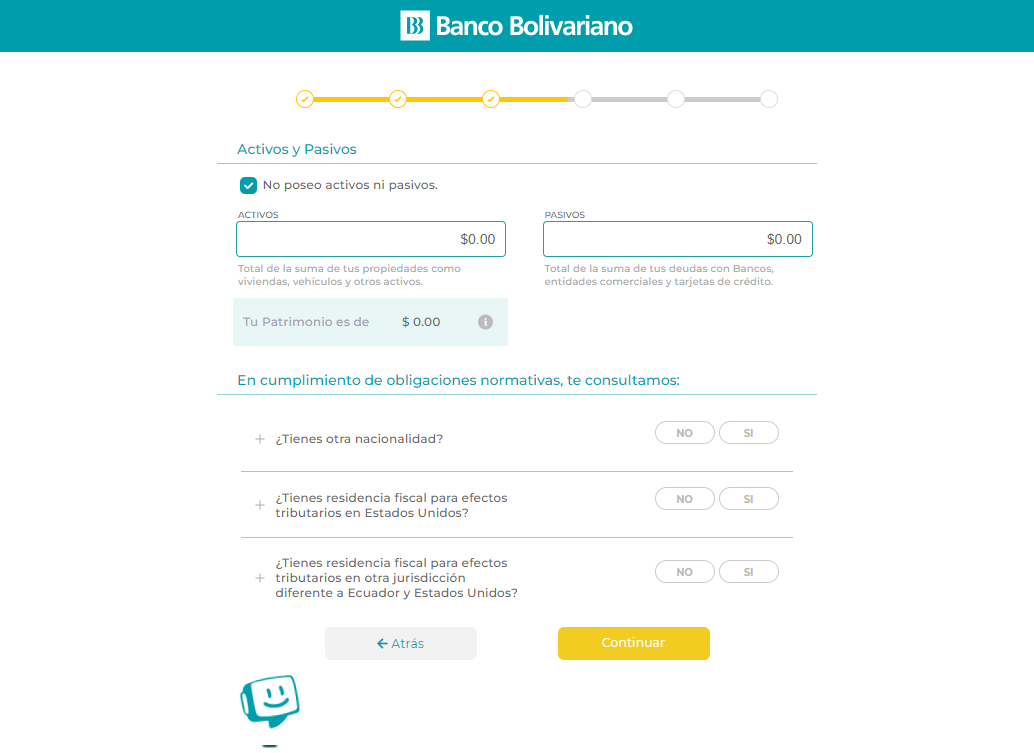 Banco Bolivariano
Activos y Pasivos
No poseo activos ni pasivos.
ACTIVOS
$0.00
Total de la suma de tus propiedades como
viviendas, vehículos y otros activos.
PASIVOS
$0.00
Total de la suma de tus deudas con Bancos,
entidades comerciales y tarjetas de crédito.
Tu Patrimonio es de $ 0.00
En cumplimiento de obligaciones normativas, te consultamos:
+ ¿Tienes otra nacionalidad? NO SI
+ ¿Tienes residencia fiscal para efectos
tributarios en Estados Unidos? NO SI
+ ¿Tienes residencia fiscal para efectos
tributarios en otra jurisdicción
diferente a Ecuador y Estados Unidos? NO SI
← Atrás
Continuar